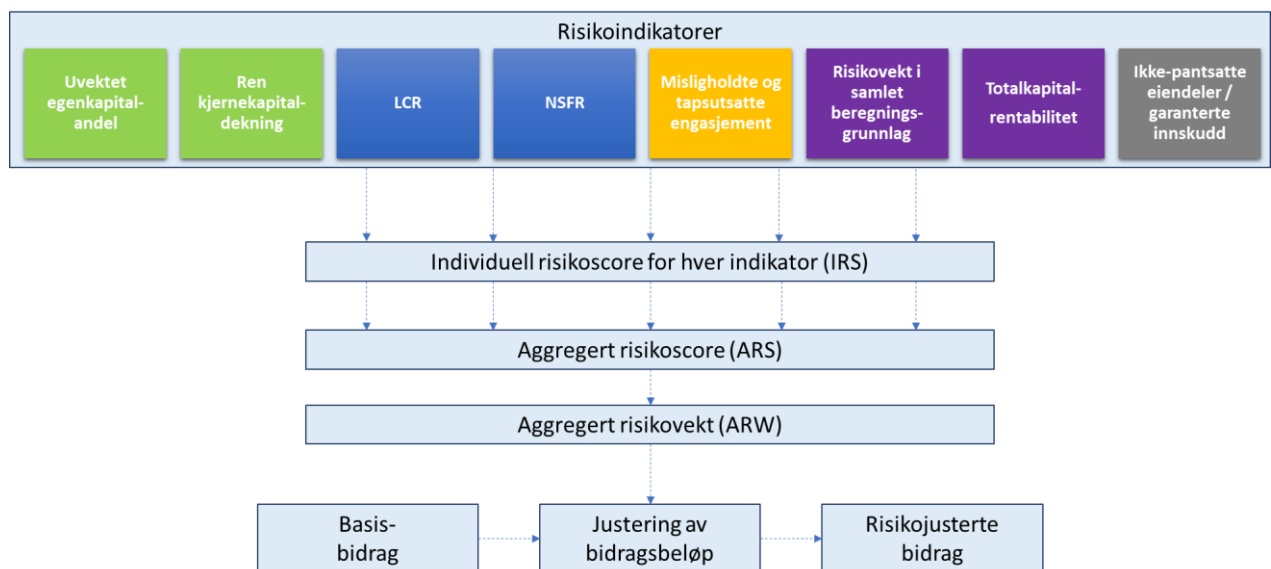 Risikoindikatorer
Uvektet
egenkapital-
andel
Ren
kjernekapital-
dekning
LCR
NSFR
Misligholdte og
tapsutsatte
engasjement
Risikovekt i
samlet
beregnings-
grunnlag
Totalkapital-
rentabilitet
Ikke-pantsatte
eiendeler /
garanterte
innskudd
Individuell risikoscore for hver indikator (IRS)
Aggregert risikoscore (ARS)
Aggregert risikovekt (ARW)
Basis-
bidrag
Justering av
bidragsbeløp
Risikojusterte
bidrag